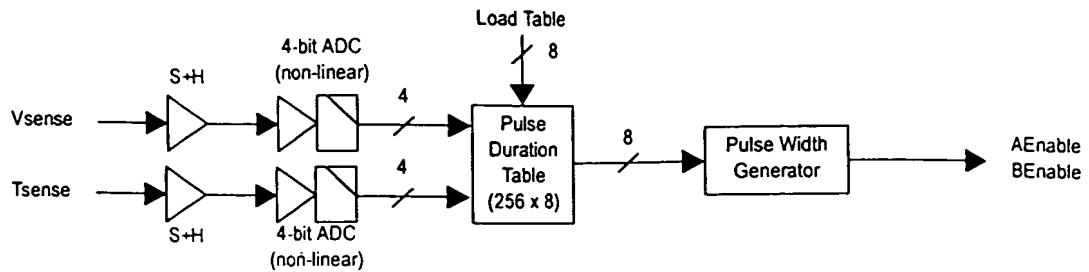 Load Table
8
4-bit ADC
(non-linear)
S+H
4
Vsense
Pulse
Duration
Table
(256 x 8)
8
Pulse Width
Generator
AEnable
BEnable
Tsense
4
S+H
4-bit ADC
(non-linear)